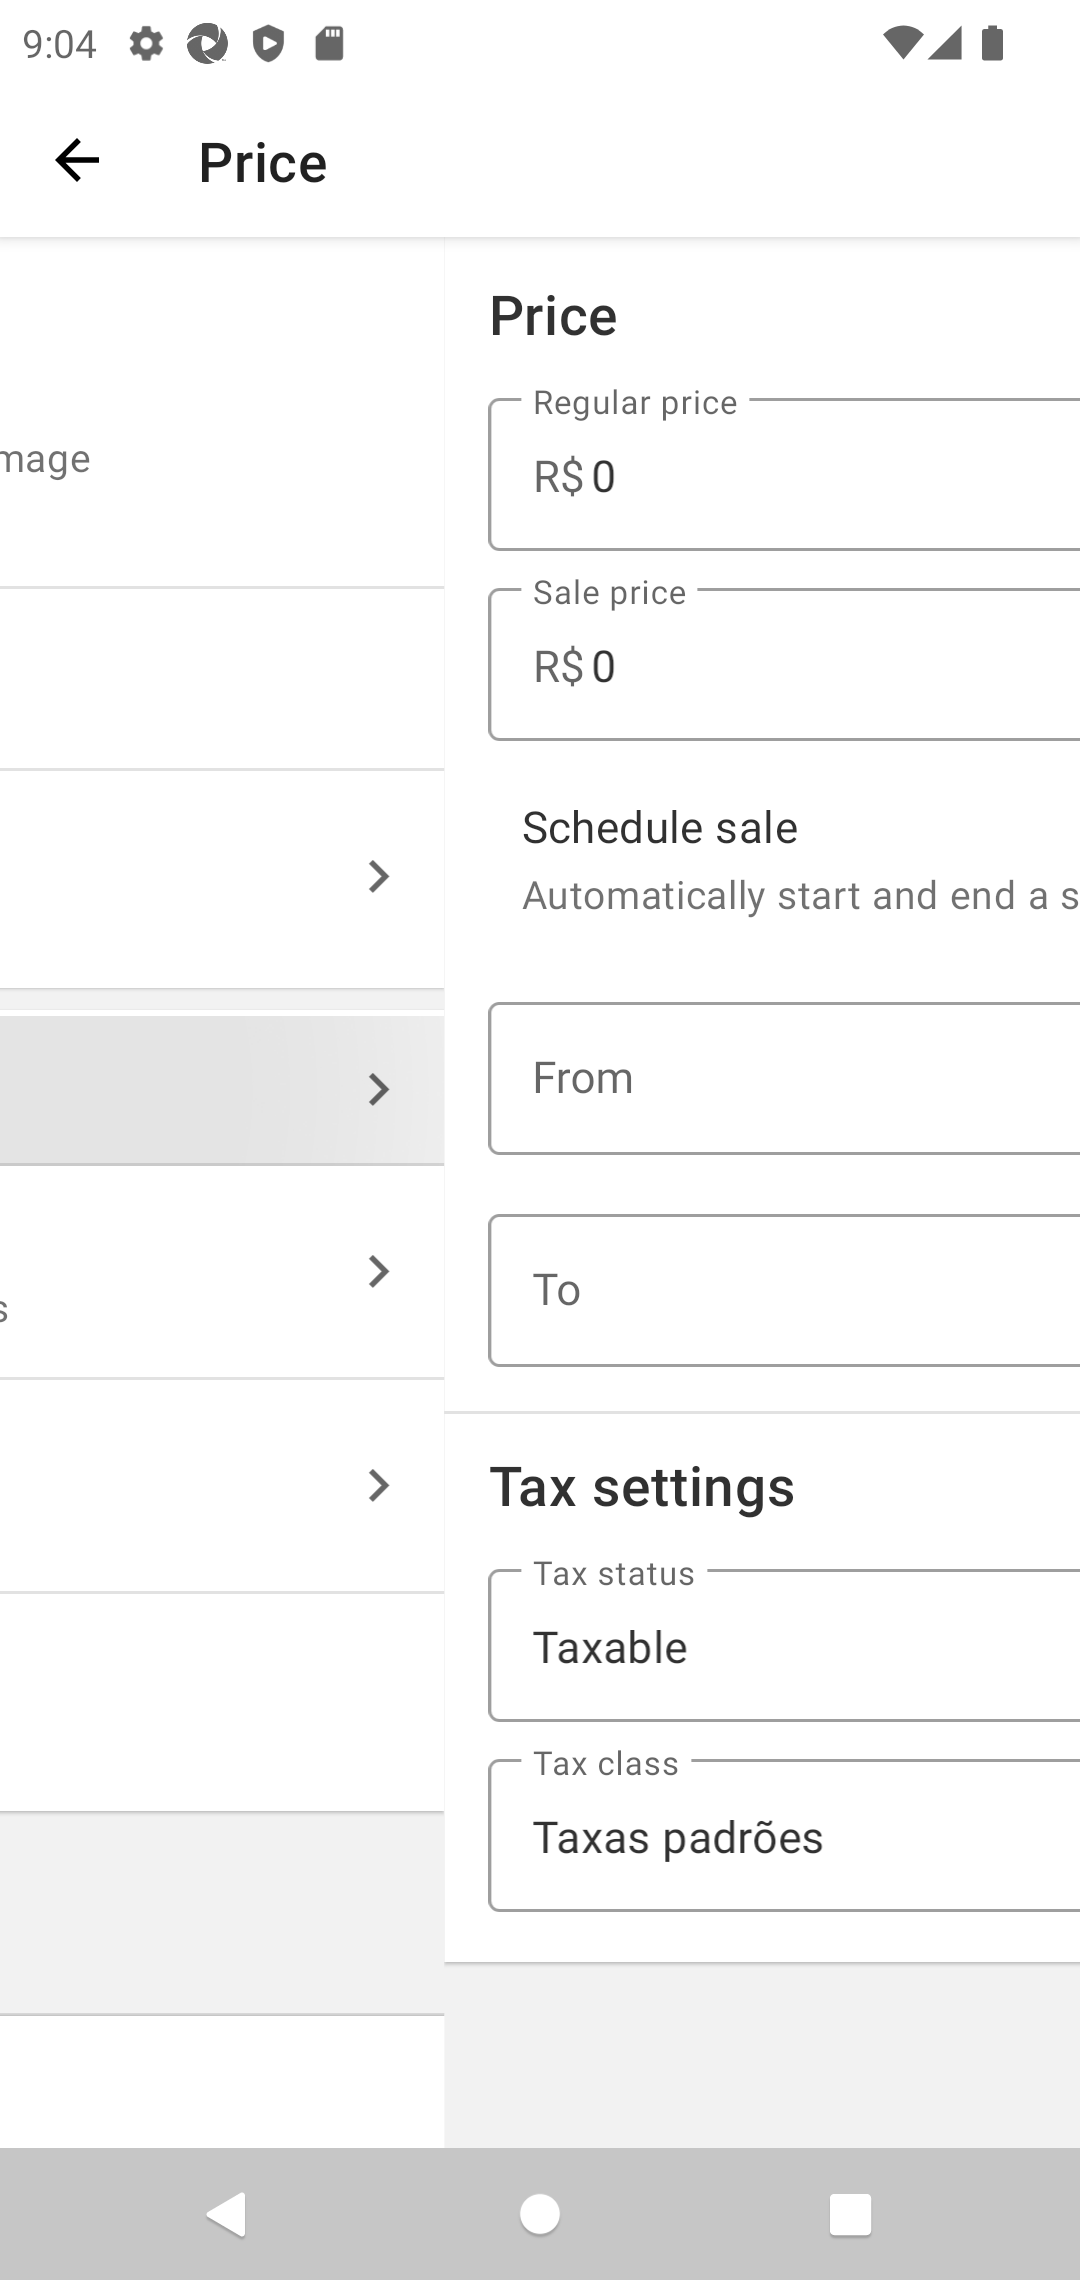 9:04
Price
mage
s
Price
Regular price
R$ 0
Sale price
R$ 0
Schedule sale
Automatically start and end a s
From
To
Tax settings
Tax status
Taxable
Tax class
Taxas padrões